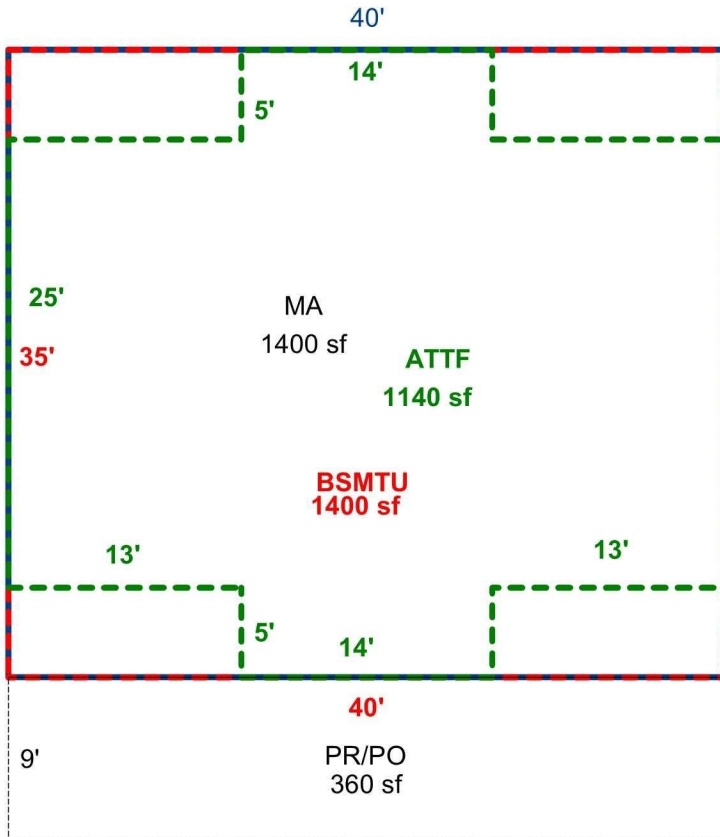 40'
14'
5'
25'
MA
1400 sf
35'
ATTF
1140 sf
BSMTU
1400 sf
13'
13'
5'
14'
40'
9'
PR/PO
360 sf